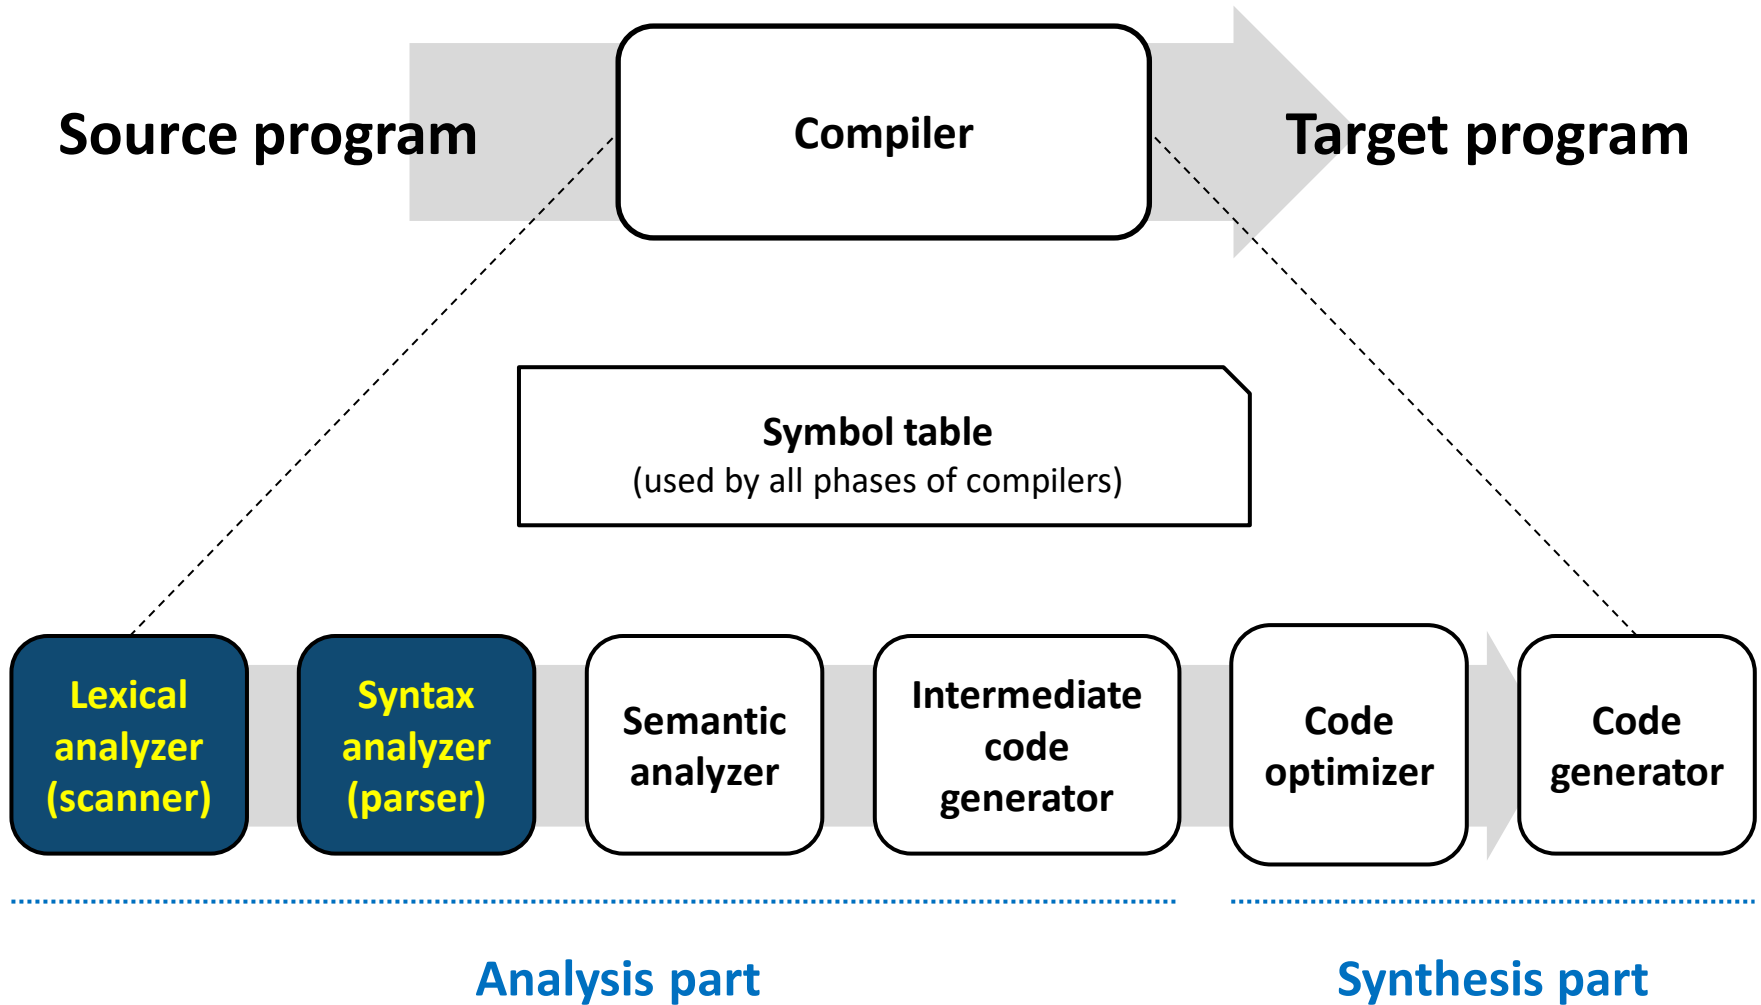 Source program
Compiler
Target program
Symbol table
(used by all phases of compilers)
Lexical
analyzer
(scanner)
Syntax
analyzer
(parser)
Semantic
analyzer
Intermediate
code
generator
Code
optimizer
Code
generator
Analysis part
Synthesis part